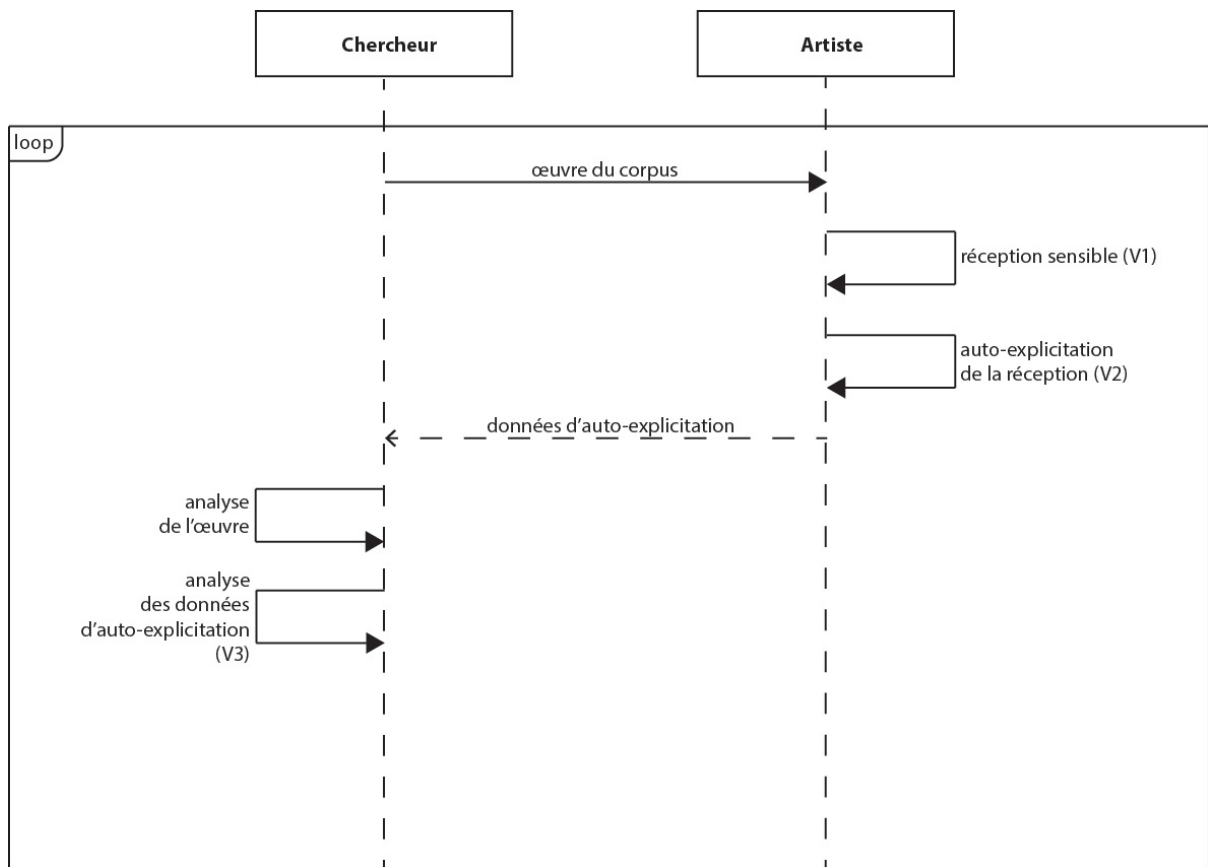 Chercheur
Artiste
loop
œuvre du corpus
réception sensible (V1)
auto-explicitation
de la réception (V2)
données d’auto-explicitation
analyse
de l’œuvre
analyse
des données
d’auto-explicitation
(V3)